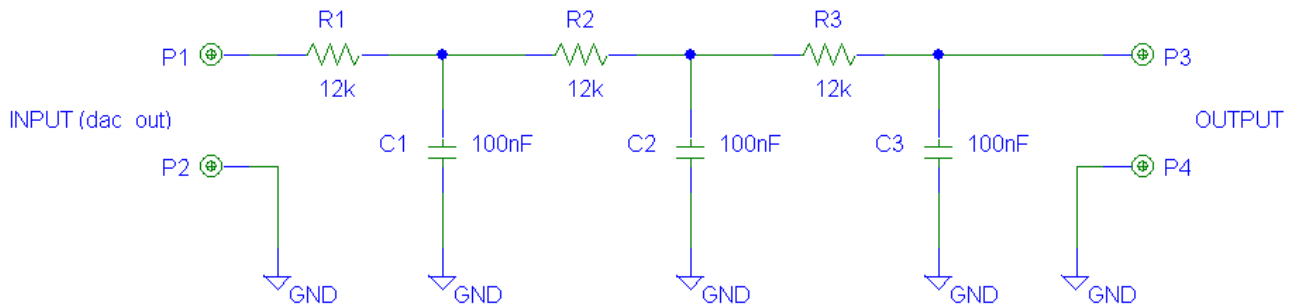 R1 R2 R3
P1 P3
12k 12k 12k
INPUT (dac out) OUTPUT
C1 100nF C2 100nF C3 100nF
P2 P4
GND GND GND GND GND